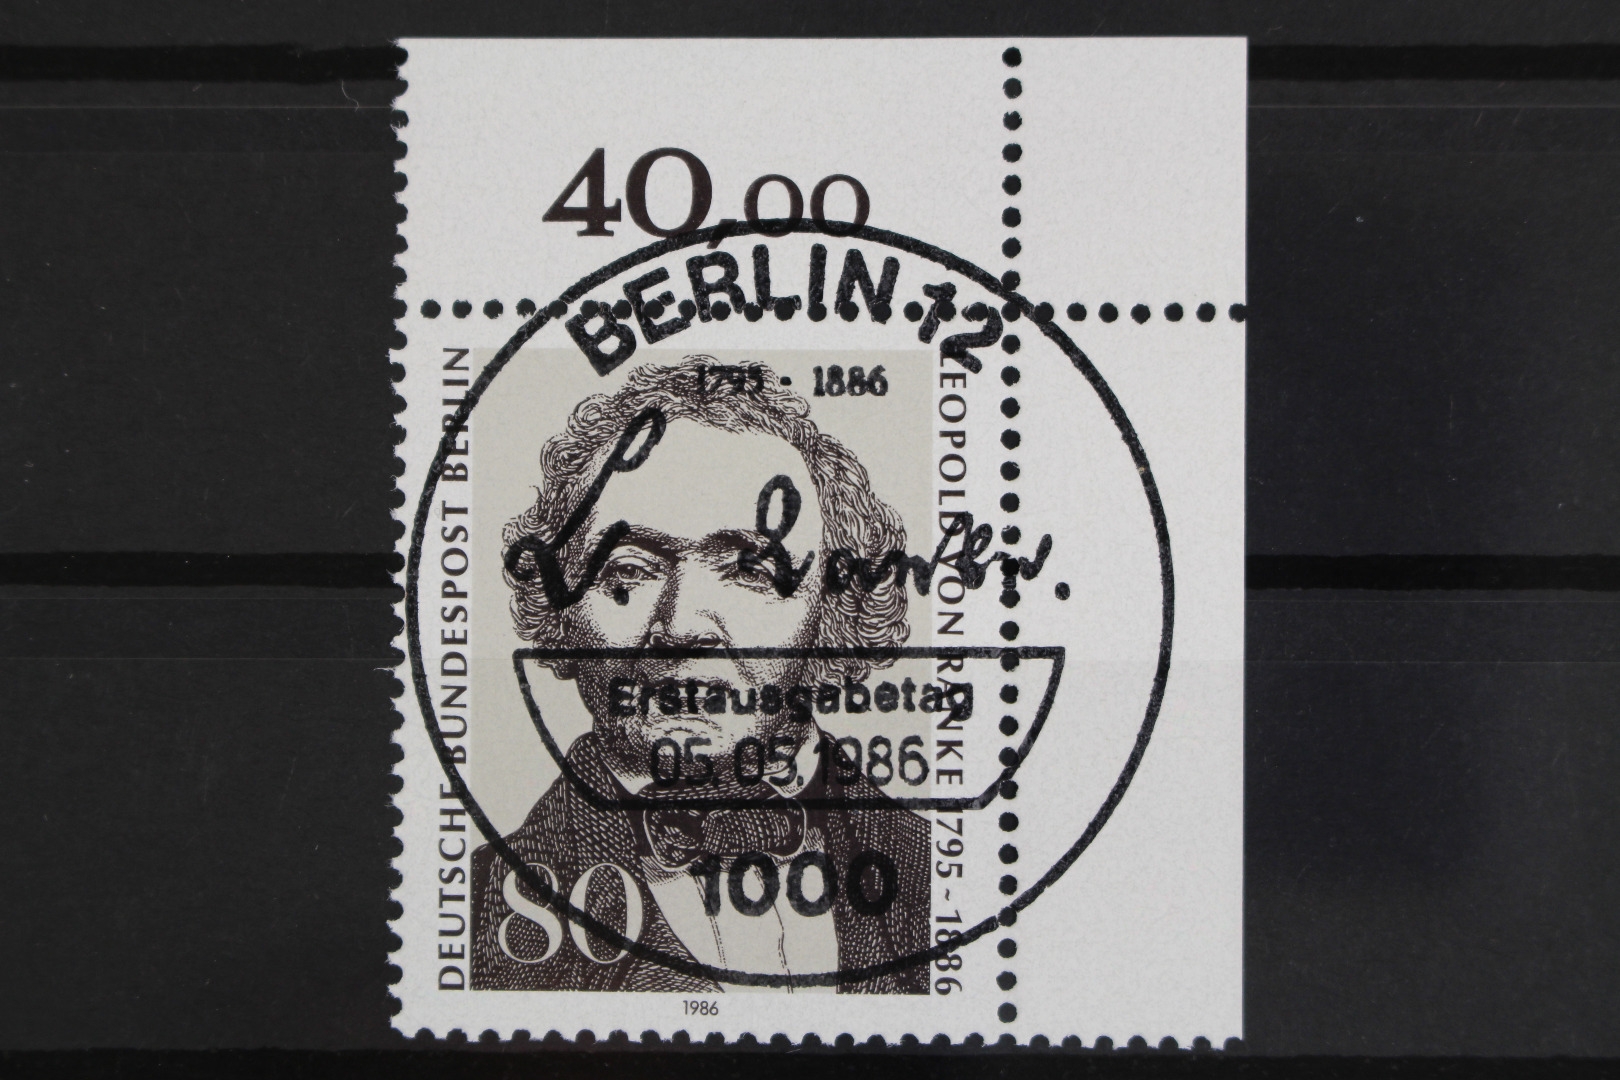 40,00
BERLIN 12
1795 - 1886
L. Ranke.
Erstausgabetag
05.05.1986
1000
DEUTSCHE BUNDESPOST BERLIN
LEOPOLD VON RANKE 1795~1886
80
1986